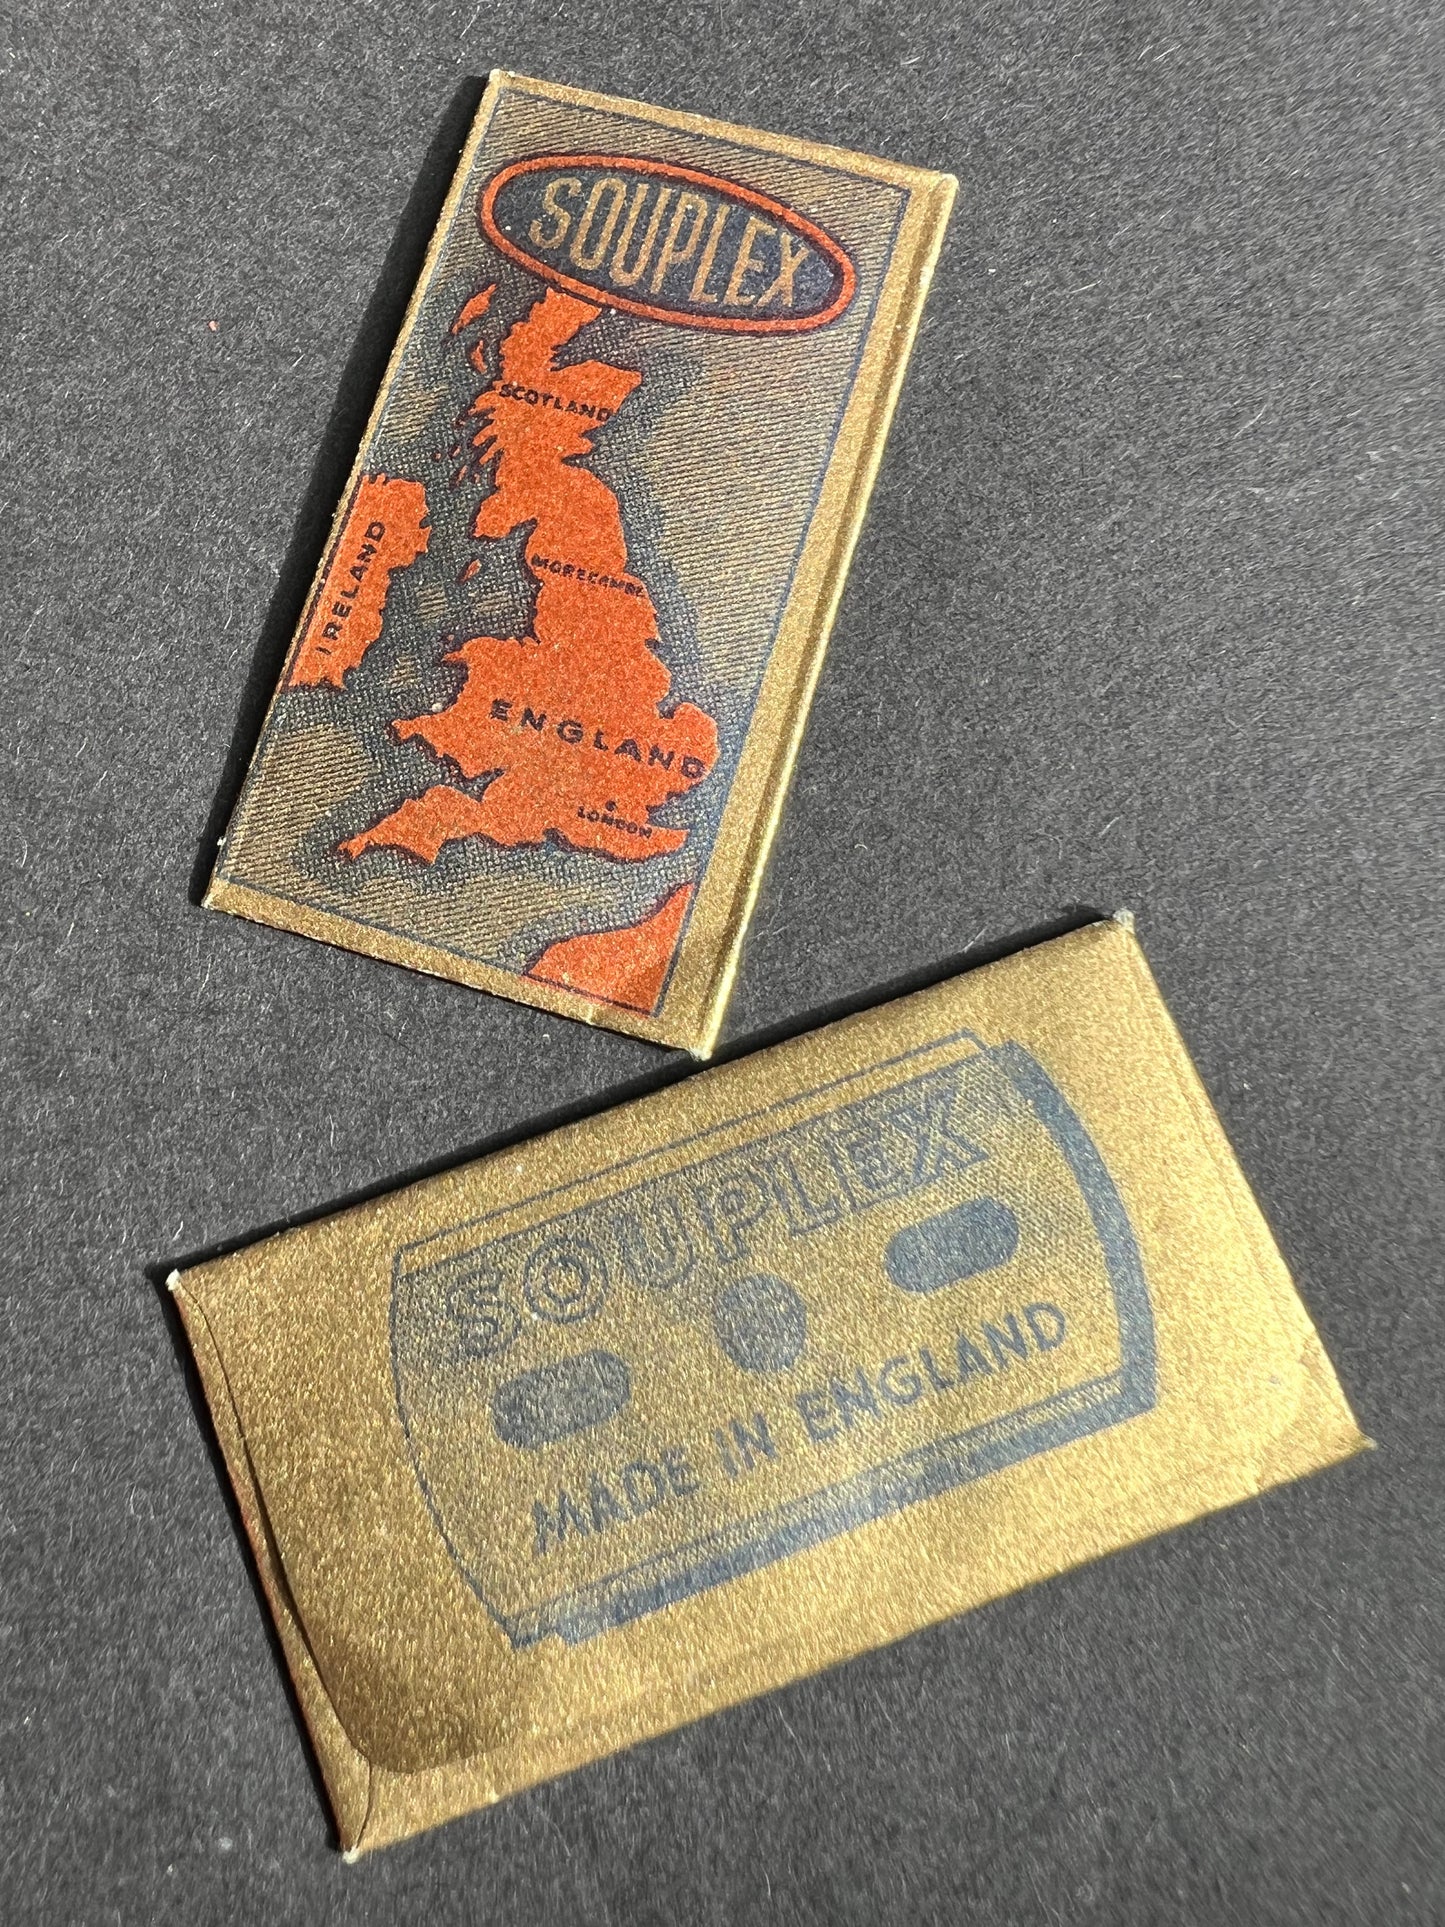 SOUPLEX
SCOTLAND
IRELAND
MORECAMBE
ENGLAND
LONDON
SOUPLEX
MADE IN ENGLAND